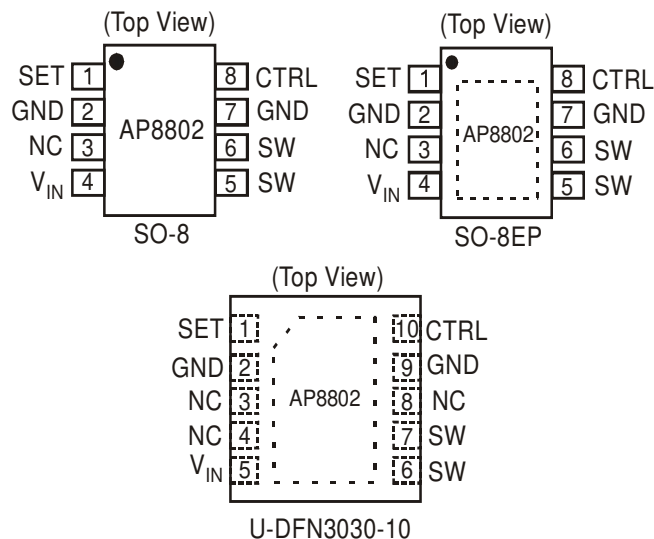 (Top View) (Top View)
SET 1 8 CTRL SET 1 8 CTRL
GND 2 7 GND GND 2 7 GND
NC 3 AP8802 6 SW NC 3 AP8802 6 SW
VIN 4 5 SW VIN 4 5 SW
SO-8 SO-8EP
(Top View)
SET 1 10 CTRL
GND 2 9 GND
NC 3 AP8802 8 NC
NC 4 7 SW
VIN 5 6 SW
U-DFN3030-10